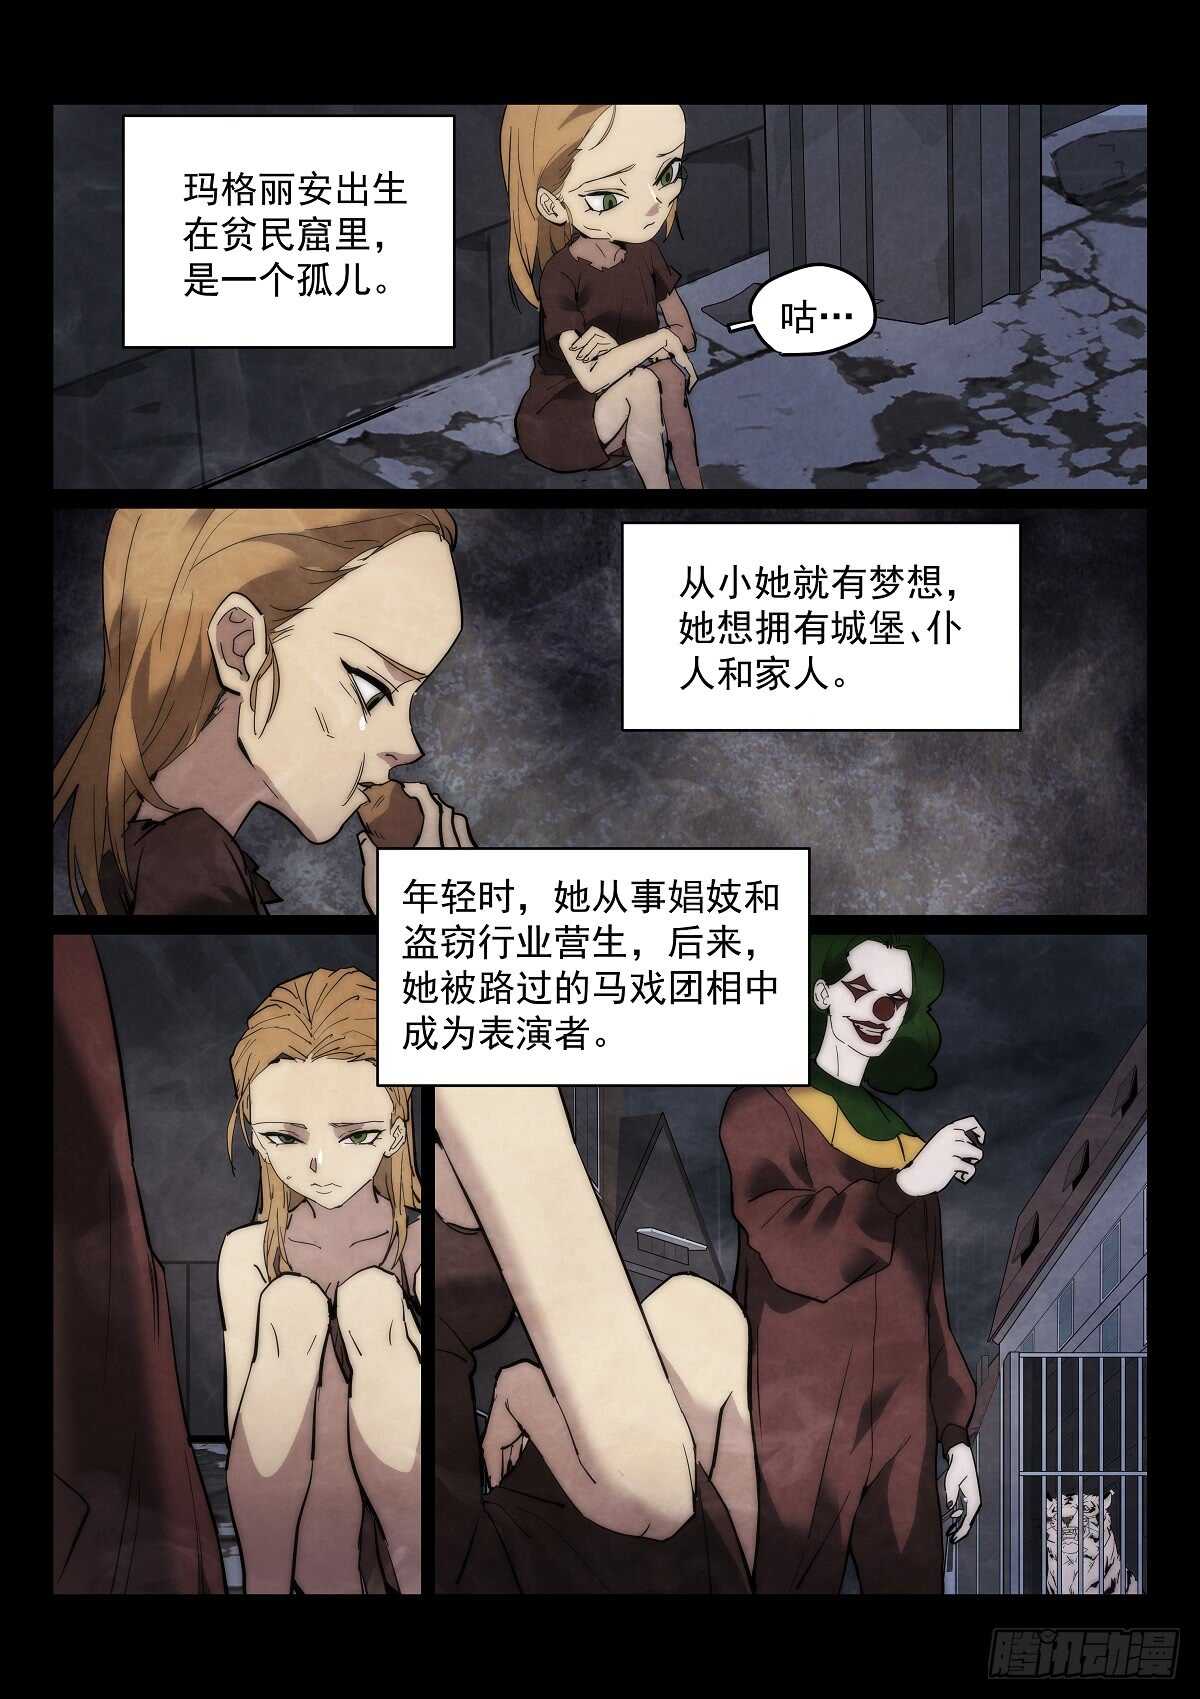 玛格丽安出生
在贫民窟里，
是一个孤儿。
咕…
从小她就有梦想，
她想拥有城堡、仆
人和家人。
年轻时，她从事娼妓和
盗窃行业营生，后来，
她被路过的马戏团相中
成为表演者。
腾讯动漫